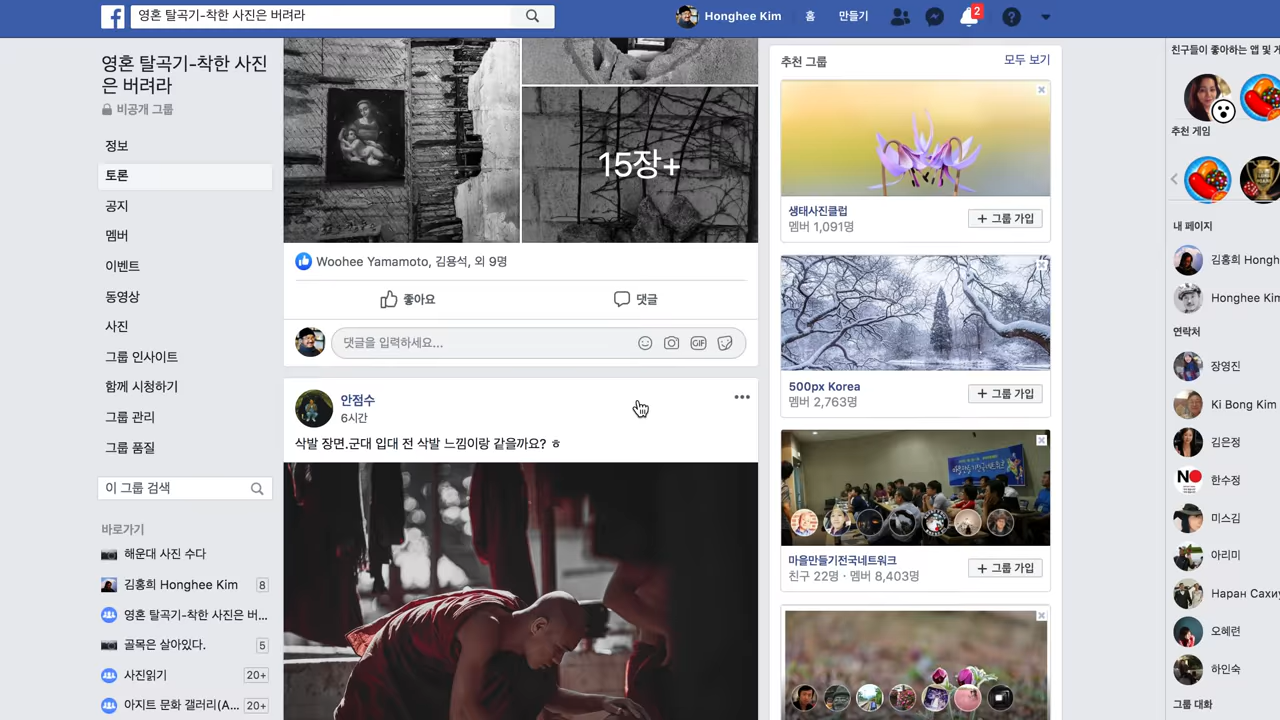 영혼 탈곡기-착한 사진은 버려라
Honghee Kim
홈
만들기
2
영혼 탈곡기-착한 사진
은 버려라
비공개 그룹
정보
토론
공지
멤버
이벤트
동영상
사진
그룹 인사이트
함께 시청하기
그룹 관리
그룹 품질
이 그룹 검색
바로가기
해운대 사진 수다
김홍희 Honghee Kim 8
영혼 탈곡기-착한 사진은 버...
골목은 살아있다. 5
사진읽기 20+
아지트 문화 갤러리(A... 20+
15장+
Woohee Yamamoto, 김용석, 외 9명
좋아요
댓글
댓글을 입력하세요...
GIF
안점수
6시간
삭발 장면.군대 입대 전 삭발 느낌이랑 같을까요? ㅎ
추천 그룹
모두 보기
생태사진클럽
멤버 1,091명
+ 그룹 가입
500px Korea
멤버 2,763명
+ 그룹 가입
마을만들기전국네트워크
친구 22명 · 멤버 8,403명
+ 그룹 가입
친구들이 좋아하는 앱 및 게
추천 게임
내 페이지
김홍희 Hongh
Honghee Kim
연락처
장영진
Ki Bong Kim
김은정
NO
한수정
미스김
아리미
Наран Сахиу
오혜련
하인숙
그룹 대화